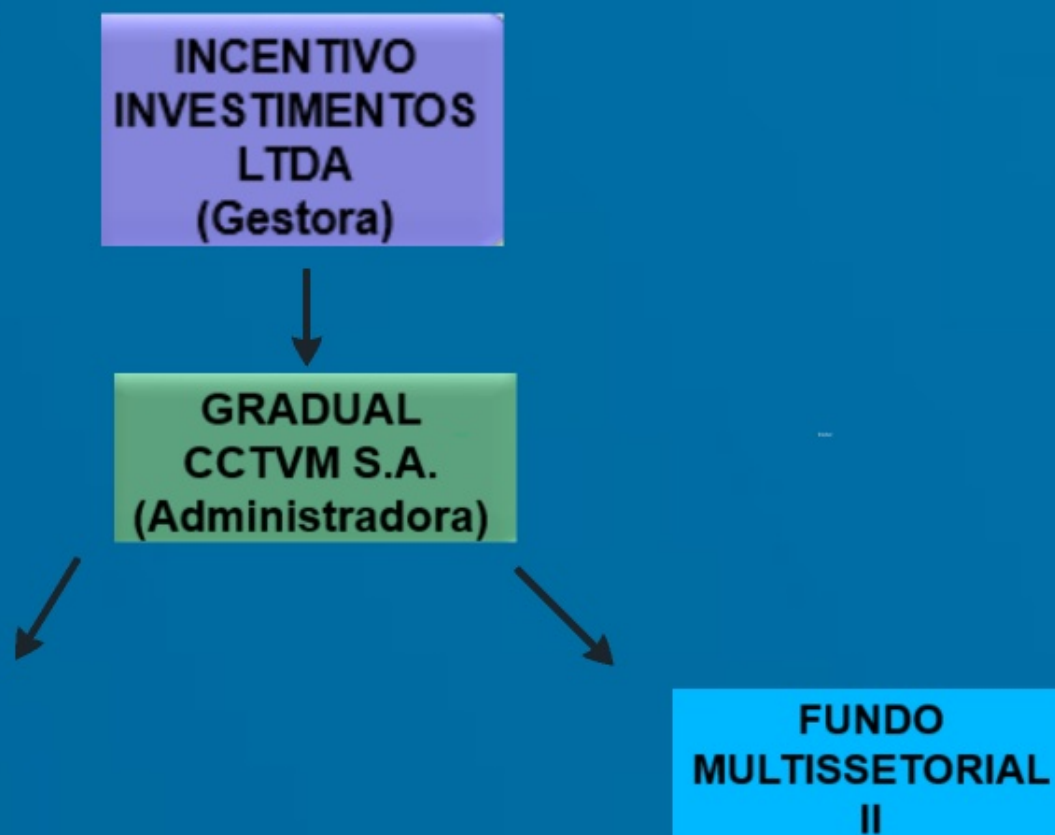 INCENTIVO
INVESTIMENTOS
LTDA
(Gestora)
GRADUAL
CCTVM S.A.
(Administradora)
FUNDO
MULTISSETORIAL
II